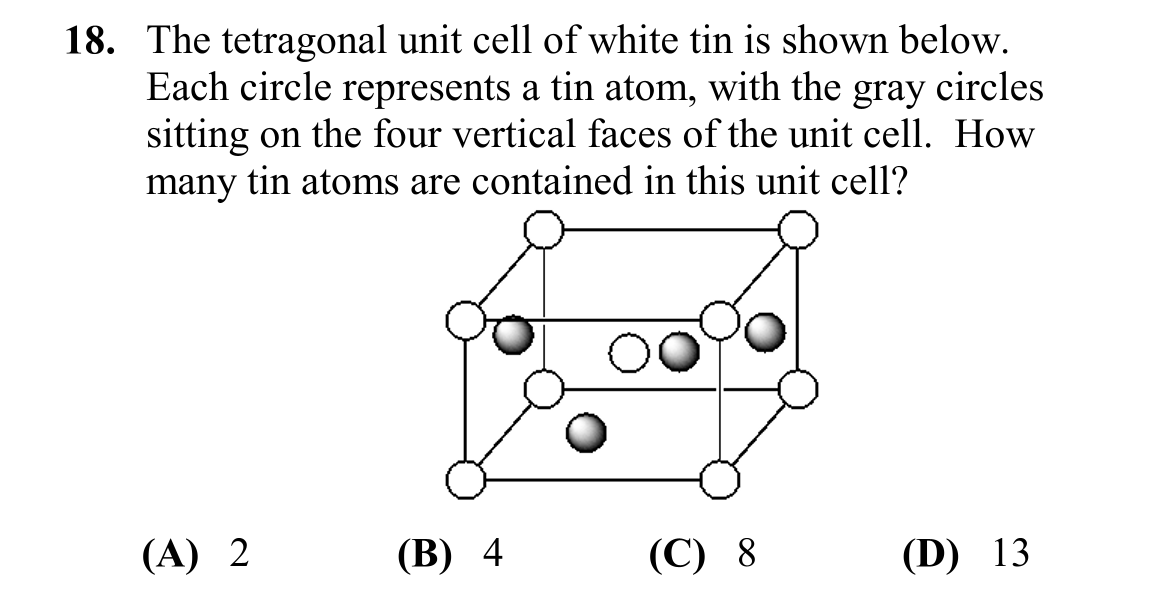 18. The tetragonal unit cell of white tin is shown below.
Each circle represents a tin atom, with the gray circles
sitting on the four vertical faces of the unit cell.  How
many tin atoms are contained in this unit cell?
(A) 2 (B) 4 (C) 8 (D) 13